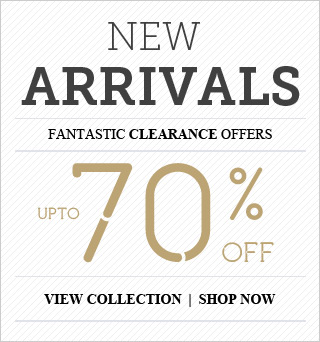 NEW
ARRIVALS
FANTASTIC CLEARANCE OFFERS
UPTO 70% OFF
VIEW COLLECTION | SHOP NOW